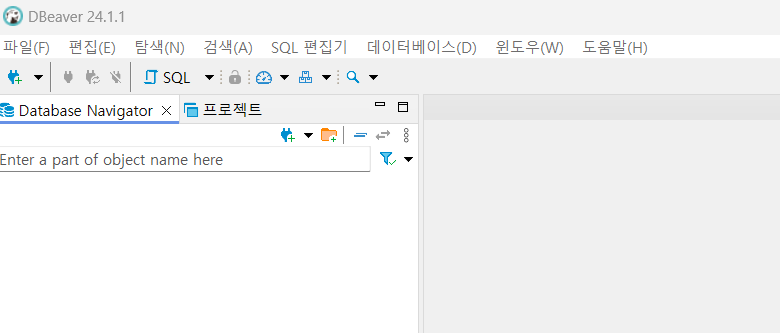 DBeaver 24.1.1
파일(F) 편집(E) 탐색(N) 검색(A) SQL 편집기 데이터베이스(D) 윈도우(W) 도움말(H)
SQL
Database Navigator 프로젝트
Enter a part of object name here